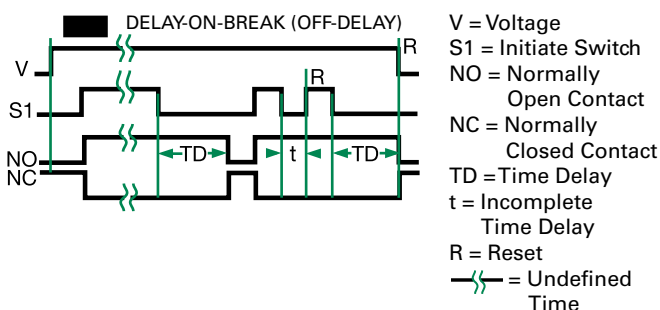 DELAY-ON-BREAK (OFF-DELAY)
R
V
R
S1
NO
NC
TD
t
TD
V = Voltage
S1 = Initiate Switch
NO = Normally
Open Contact
NC = Normally
Closed Contact
TD = Time Delay
t = Incomplete
Time Delay
R = Reset
= Undefined
Time